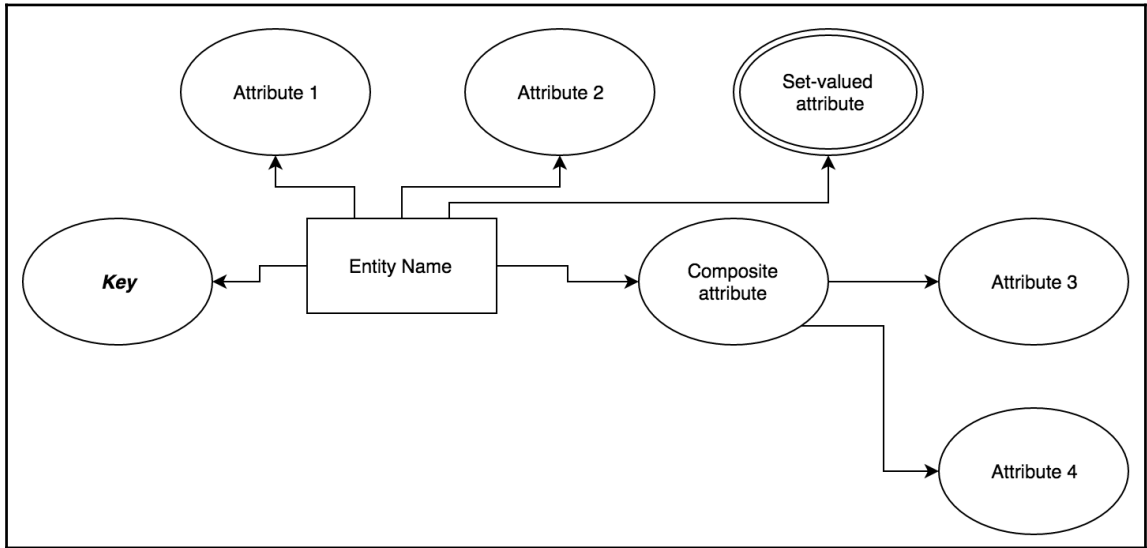 Attribute 1
Attribute 2
Set-valued
attribute
Key
Entity Name
Composite
attribute
Attribute 3
Attribute 4